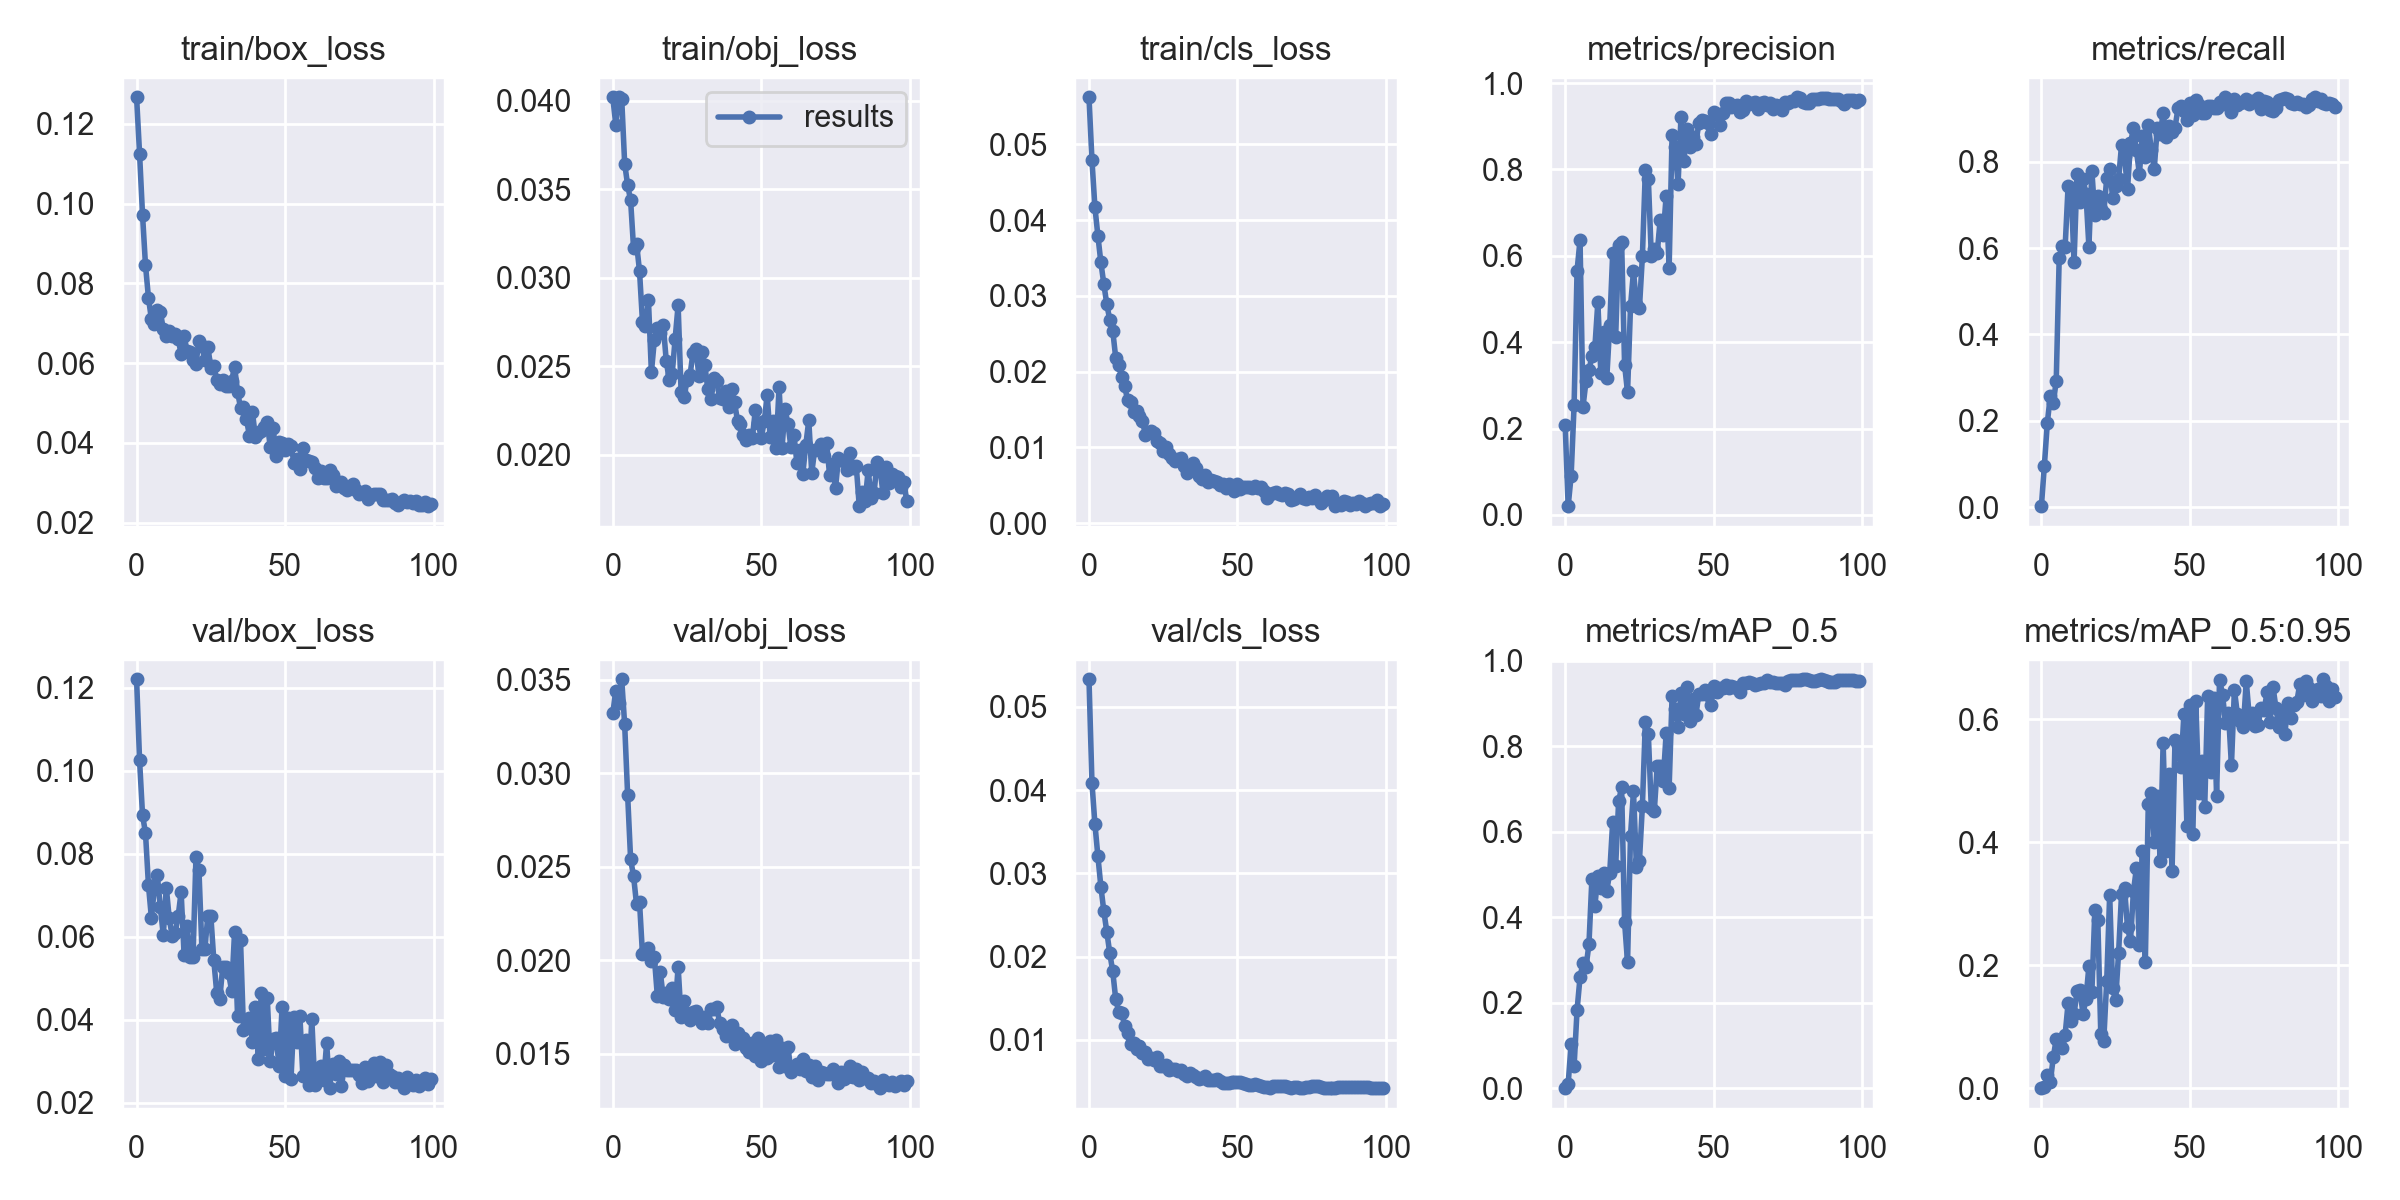 train/box_loss
0.12
0.10
0.08
0.06
0.04
0.02
0 50 100
train/obj_loss
results
0.040
0.035
0.030
0.025
0.020
0 50 100
train/cls_loss
0.05
0.04
0.03
0.02
0.01
0.00
0 50 100
metrics/precision
1.0
0.8
0.6
0.4
0.2
0.0
0 50 100
metrics/recall
0.8
0.6
0.4
0.2
0.0
0 50 100
val/box_loss
0.12
0.10
0.08
0.06
0.04
0.02
0 50 100
val/obj_loss
0.035
0.030
0.025
0.020
0.015
0 50 100
val/cls_loss
0.05
0.04
0.03
0.02
0.01
0 50 100
metrics/mAP_0.5
1.0
0.8
0.6
0.4
0.2
0.0
0 50 100
metrics/mAP_0.5:0.95
0.6
0.4
0.2
0.0
0 50 100